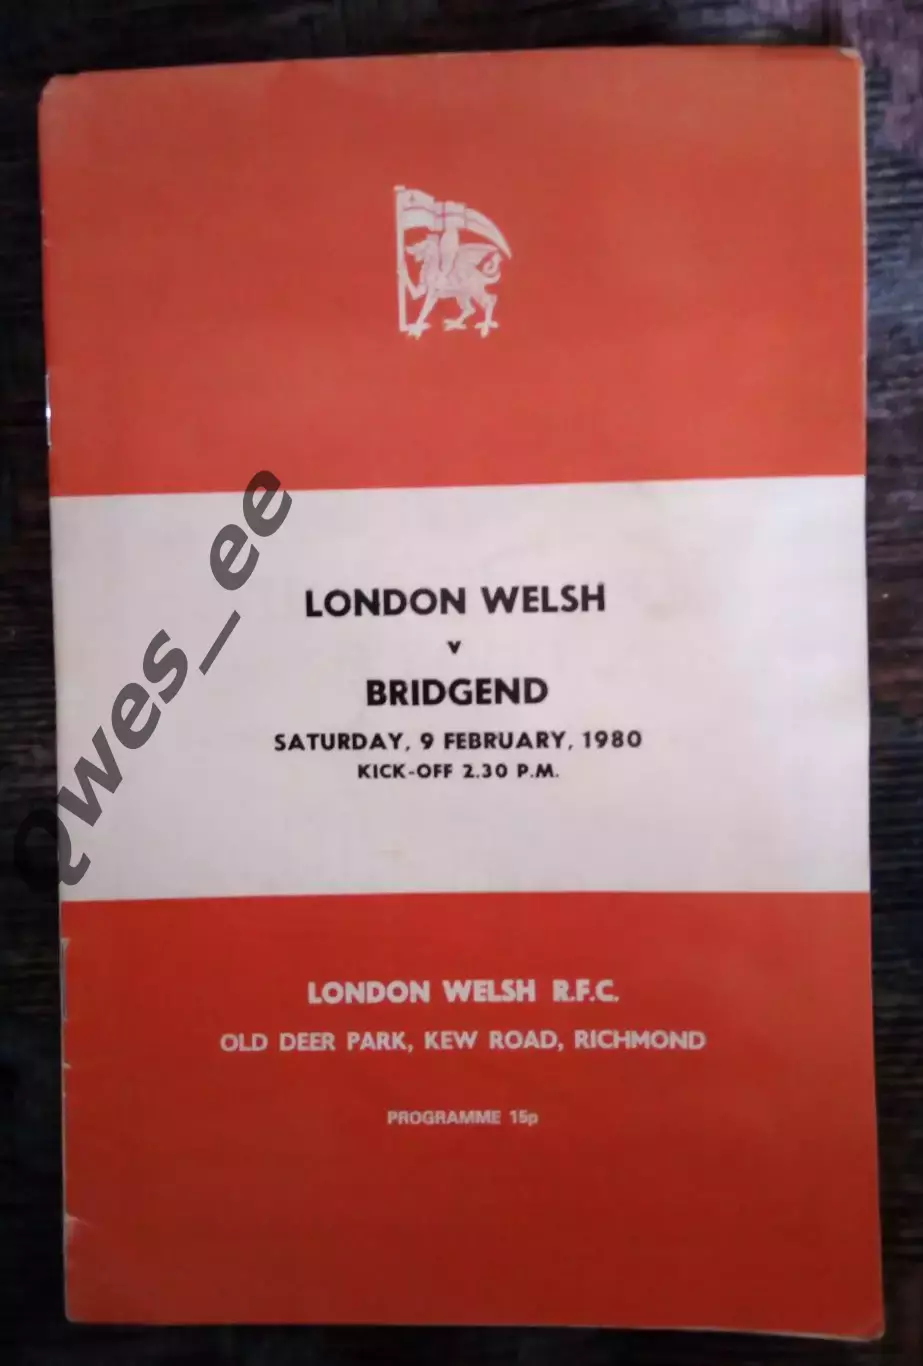 LONDON WELSH
v
BRIDGEND
SATURDAY, 9 FEBRUARY, 1980
KICK-OFF 2.30 P.M.
Qwes_ee
LONDON WELSH R.F.C.
OLD DEER PARK, KEW ROAD, RICHMOND
PROGRAMME 15p